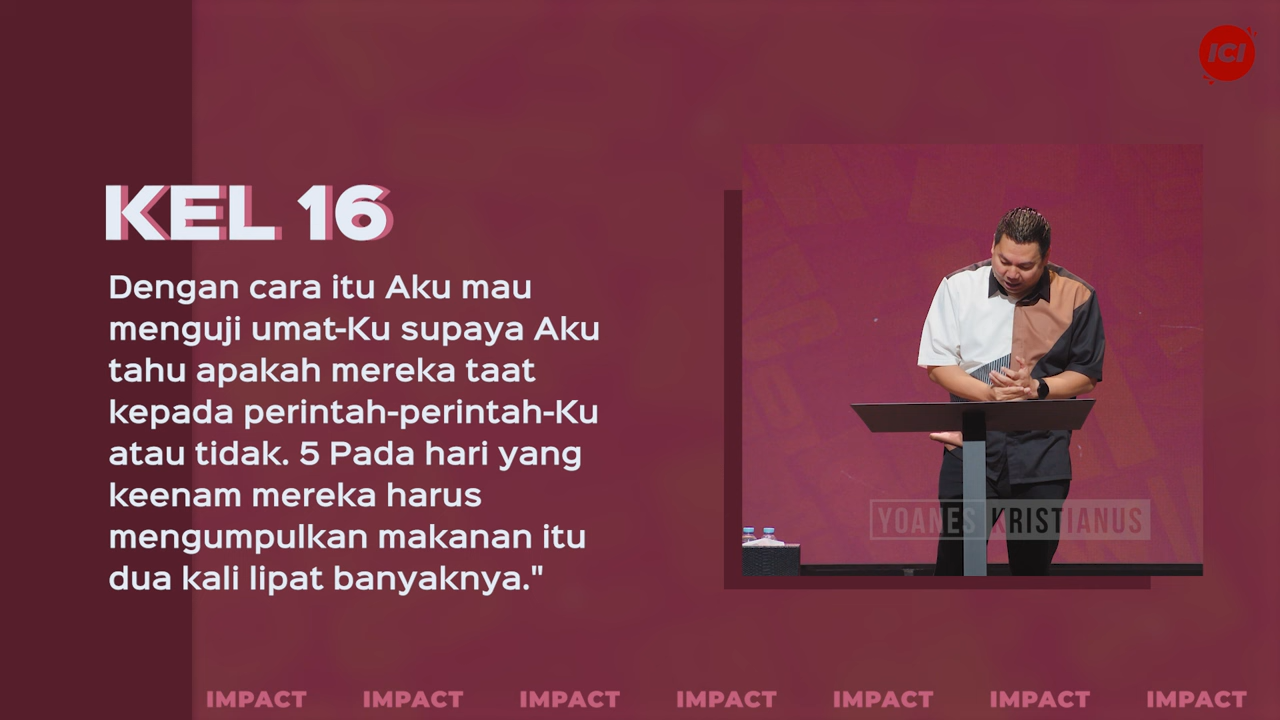 ICI
KEL 16
Dengan cara itu Aku mau
menguji umat-Ku supaya Aku
tahu apakah mereka taat
kepada perintah-perintah-Ku
atau tidak. 5 Pada hari yang
keenam mereka harus
mengumpulkan makanan itu
dua kali lipat banyaknya."
YOANES KRISTIANUS
IMPACT IMPACT IMPACT IMPACT IMPACT IMPACT IMPACT